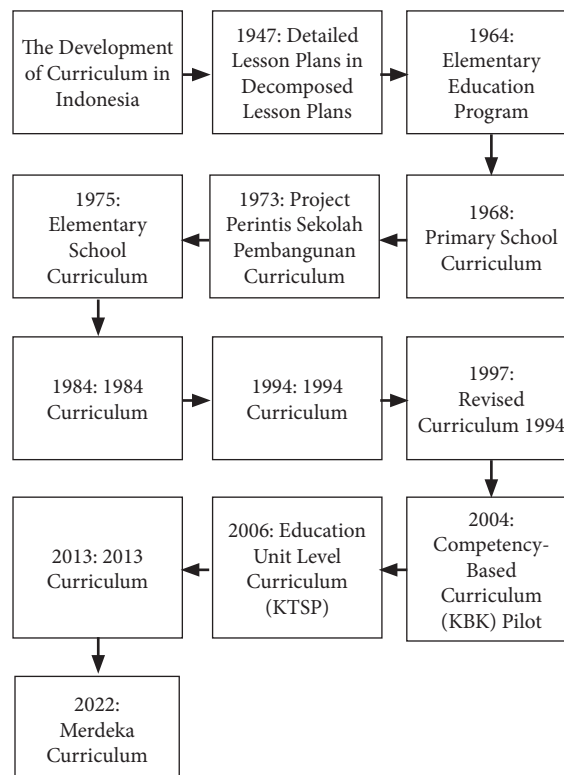 The Development
of Curriculum in
Indonesia
1947: Detailed
Lesson Plans in
Decomposed
Lesson Plans
1964:
Elementary
Education
Program
1968:
Primary School
Curriculum
1973: Project
Perintis Sekolah
Pembangunan
Curriculum
1975:
Elementary
School
Curriculum
1984: 1984
Curriculum
1994: 1994
Curriculum
1997:
Revised
Curriculum 1994
2004:
Competency-
Based
Curriculum
(KBK) Pilot
2006: Education
Unit Level
Curriculum
(KTSP)
2013: 2013
Curriculum
2022:
Merdeka
Curriculum